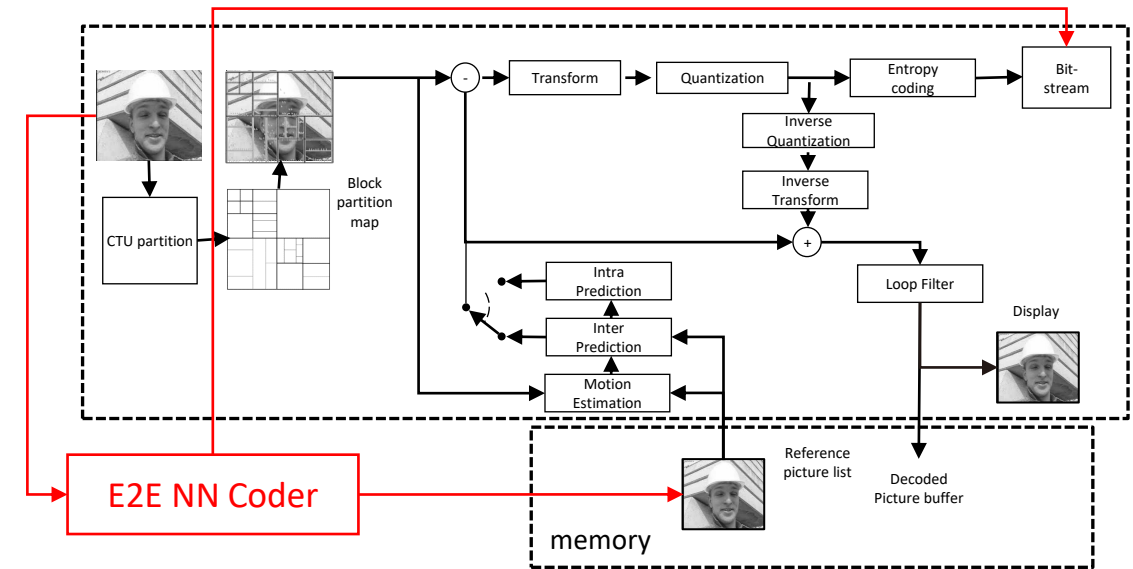 -
Transform
Quantization
Entropy
coding
Bit-
stream
Inverse
Quantization
Block
partition
map
Inverse
Transform
CTU partition
+
Intra
Prediction
Loop Filter
Inter
Prediction
Display
Motion
Estimation
E2E NN Coder
Reference
picture list
Decoded
Picture buffer
memory